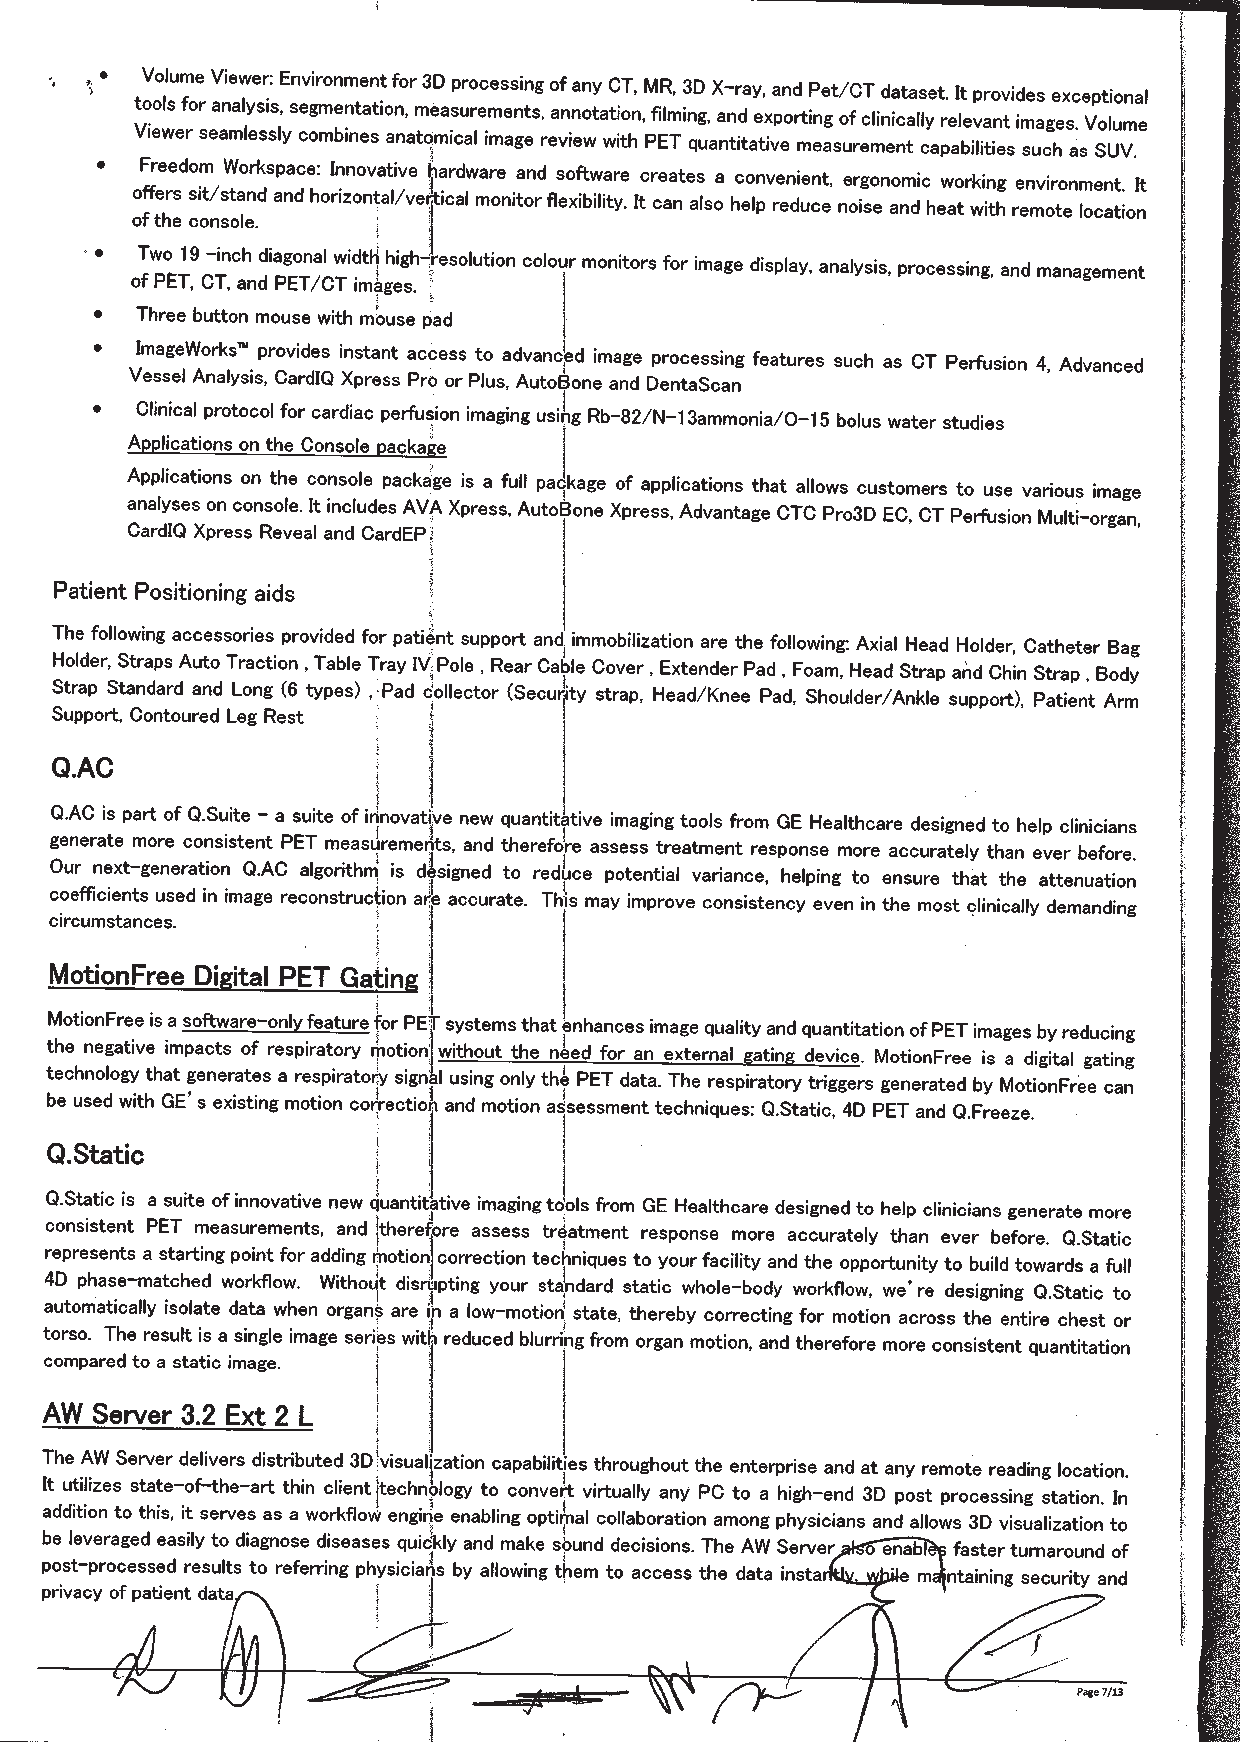 • Volume Viewer: Environment for 3D processing of any CT, MR, 3D X-ray, and Pet/CT dataset. It provides exceptional
tools for analysis, segmentation, measurements, annotation, filming, and exporting of clinically relevant images. Volume
Viewer seamlessly combines anatomical image review with PET quantitative measurement capabilities such as SUV.
• Freedom Workspace: Innovative hardware and software creates a convenient, ergonomic working environment. It
offers sit/stand and horizontal/vertical monitor flexibility. It can also help reduce noise and heat with remote location
of the console.
• Two 19 -inch diagonal width high-resolution colour monitors for image display, analysis, processing, and management
of PET, CT, and PET/CT images.
• Three button mouse with mouse pad
• ImageWorks™ provides instant access to advanced image processing features such as CT Perfusion 4, Advanced
Vessel Analysis, CardIQ Xpress Pro or Plus, AutoBone and DentaScan
• Clinical protocol for cardiac perfusion imaging using Rb-82/N-13ammonia/O-15 bolus water studies
Applications on the Console package
Applications on the console package is a full package of applications that allows customers to use various image
analyses on console. It includes AVA Xpress, AutoBone Xpress, Advantage CTC Pro3D EC, CT Perfusion Multi-organ,
CardIQ Xpress Reveal and CardEP
Patient Positioning aids
The following accessories provided for patient support and immobilization are the following: Axial Head Holder, Catheter Bag
Holder, Straps Auto Traction , Table Tray IV Pole , Rear Cable Cover , Extender Pad , Foam, Head Strap and Chin Strap , Body
Strap Standard and Long (6 types) , Pad collector (Security strap, Head/Knee Pad, Shoulder/Ankle support), Patient Arm
Support, Contoured Leg Rest
Q.AC
Q.AC is part of Q.Suite - a suite of innovative new quantitative imaging tools from GE Healthcare designed to help clinicians
generate more consistent PET measurements, and therefore assess treatment response more accurately than ever before.
Our next-generation Q.AC algorithm is designed to reduce potential variance, helping to ensure that the attenuation
coefficients used in image reconstruction are accurate. This may improve consistency even in the most clinically demanding
circumstances.
MotionFree Digital PET Gating
MotionFree is a software-only feature for PET systems that enhances image quality and quantitation of PET images by reducing
the negative impacts of respiratory motion without the need for an external gating device. MotionFree is a digital gating
technology that generates a respiratory signal using only the PET data. The respiratory triggers generated by MotionFree can
be used with GE's existing motion correction and motion assessment techniques: Q.Static, 4D PET and Q.Freeze.
Q.Static
Q.Static is a suite of innovative new quantitative imaging tools from GE Healthcare designed to help clinicians generate more
consistent PET measurements, and therefore assess treatment response more accurately than ever before. Q.Static
represents a starting point for adding motion correction techniques to your facility and the opportunity to build towards a full
4D phase-matched workflow. Without disrupting your standard static whole-body workflow, we're designing Q.Static to
automatically isolate data when organs are in a low-motion state, thereby correcting for motion across the entire chest or
torso. The result is a single image series with reduced blurring from organ motion, and therefore more consistent quantitation
compared to a static image.
AW Server 3.2 Ext 2 L
The AW Server delivers distributed 3D visualization capabilities throughout the enterprise and at any remote reading location.
It utilizes state-of-the-art thin client technology to convert virtually any PC to a high-end 3D post processing station. In
addition to this, it serves as a workflow engine enabling optimal collaboration among physicians and allows 3D visualization to
be leveraged easily to diagnose diseases quickly and make sound decisions. The AW Server also enables faster turnaround of
post-processed results to referring physicians by allowing them to access the data instantly, while maintaining security and
privacy of patient data.
Page 7/13